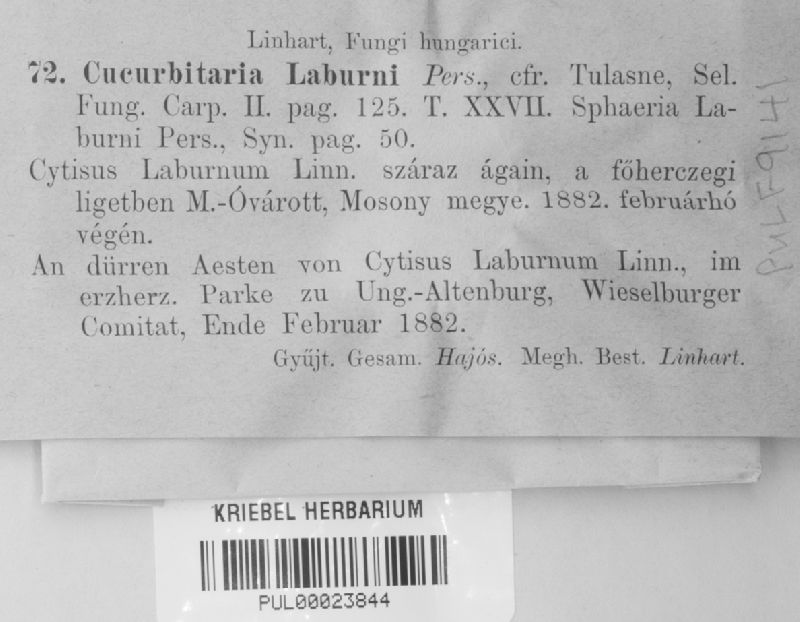 Linhart, Fungi hungarici.
72. Cucurbitaria Laburni Pers., cfr. Tulasne, Sel.
Fung. Carp. II. pag. 125. T. XXVII. Sphaeria La-
burni Pers., Syn. pag. 50.
Cytisus Laburnum Linn. száraz ágain, a főherczegi
ligetben M.-Óvárott, Mosony megye. 1882. februárhó
végén.
An dürren Aesten von Cytisus Laburnum Linn., im
erzherz. Parke zu Ung.-Altenburg, Wieselburger
Comitat, Ende Februar 1882.
Gyűjt. Gesam. Hajós. Megh. Best. Linhart.
PUL F9141
KRIEBEL HERBARIUM
PUL00023844